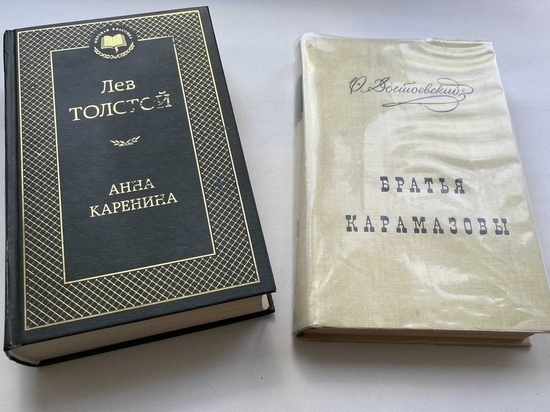 Лев
ТОЛСТОЙ
АННА
КАРЕНИНА
Ф. Достоевский
БРАТЬЯ
КАРАМАЗОВЫ